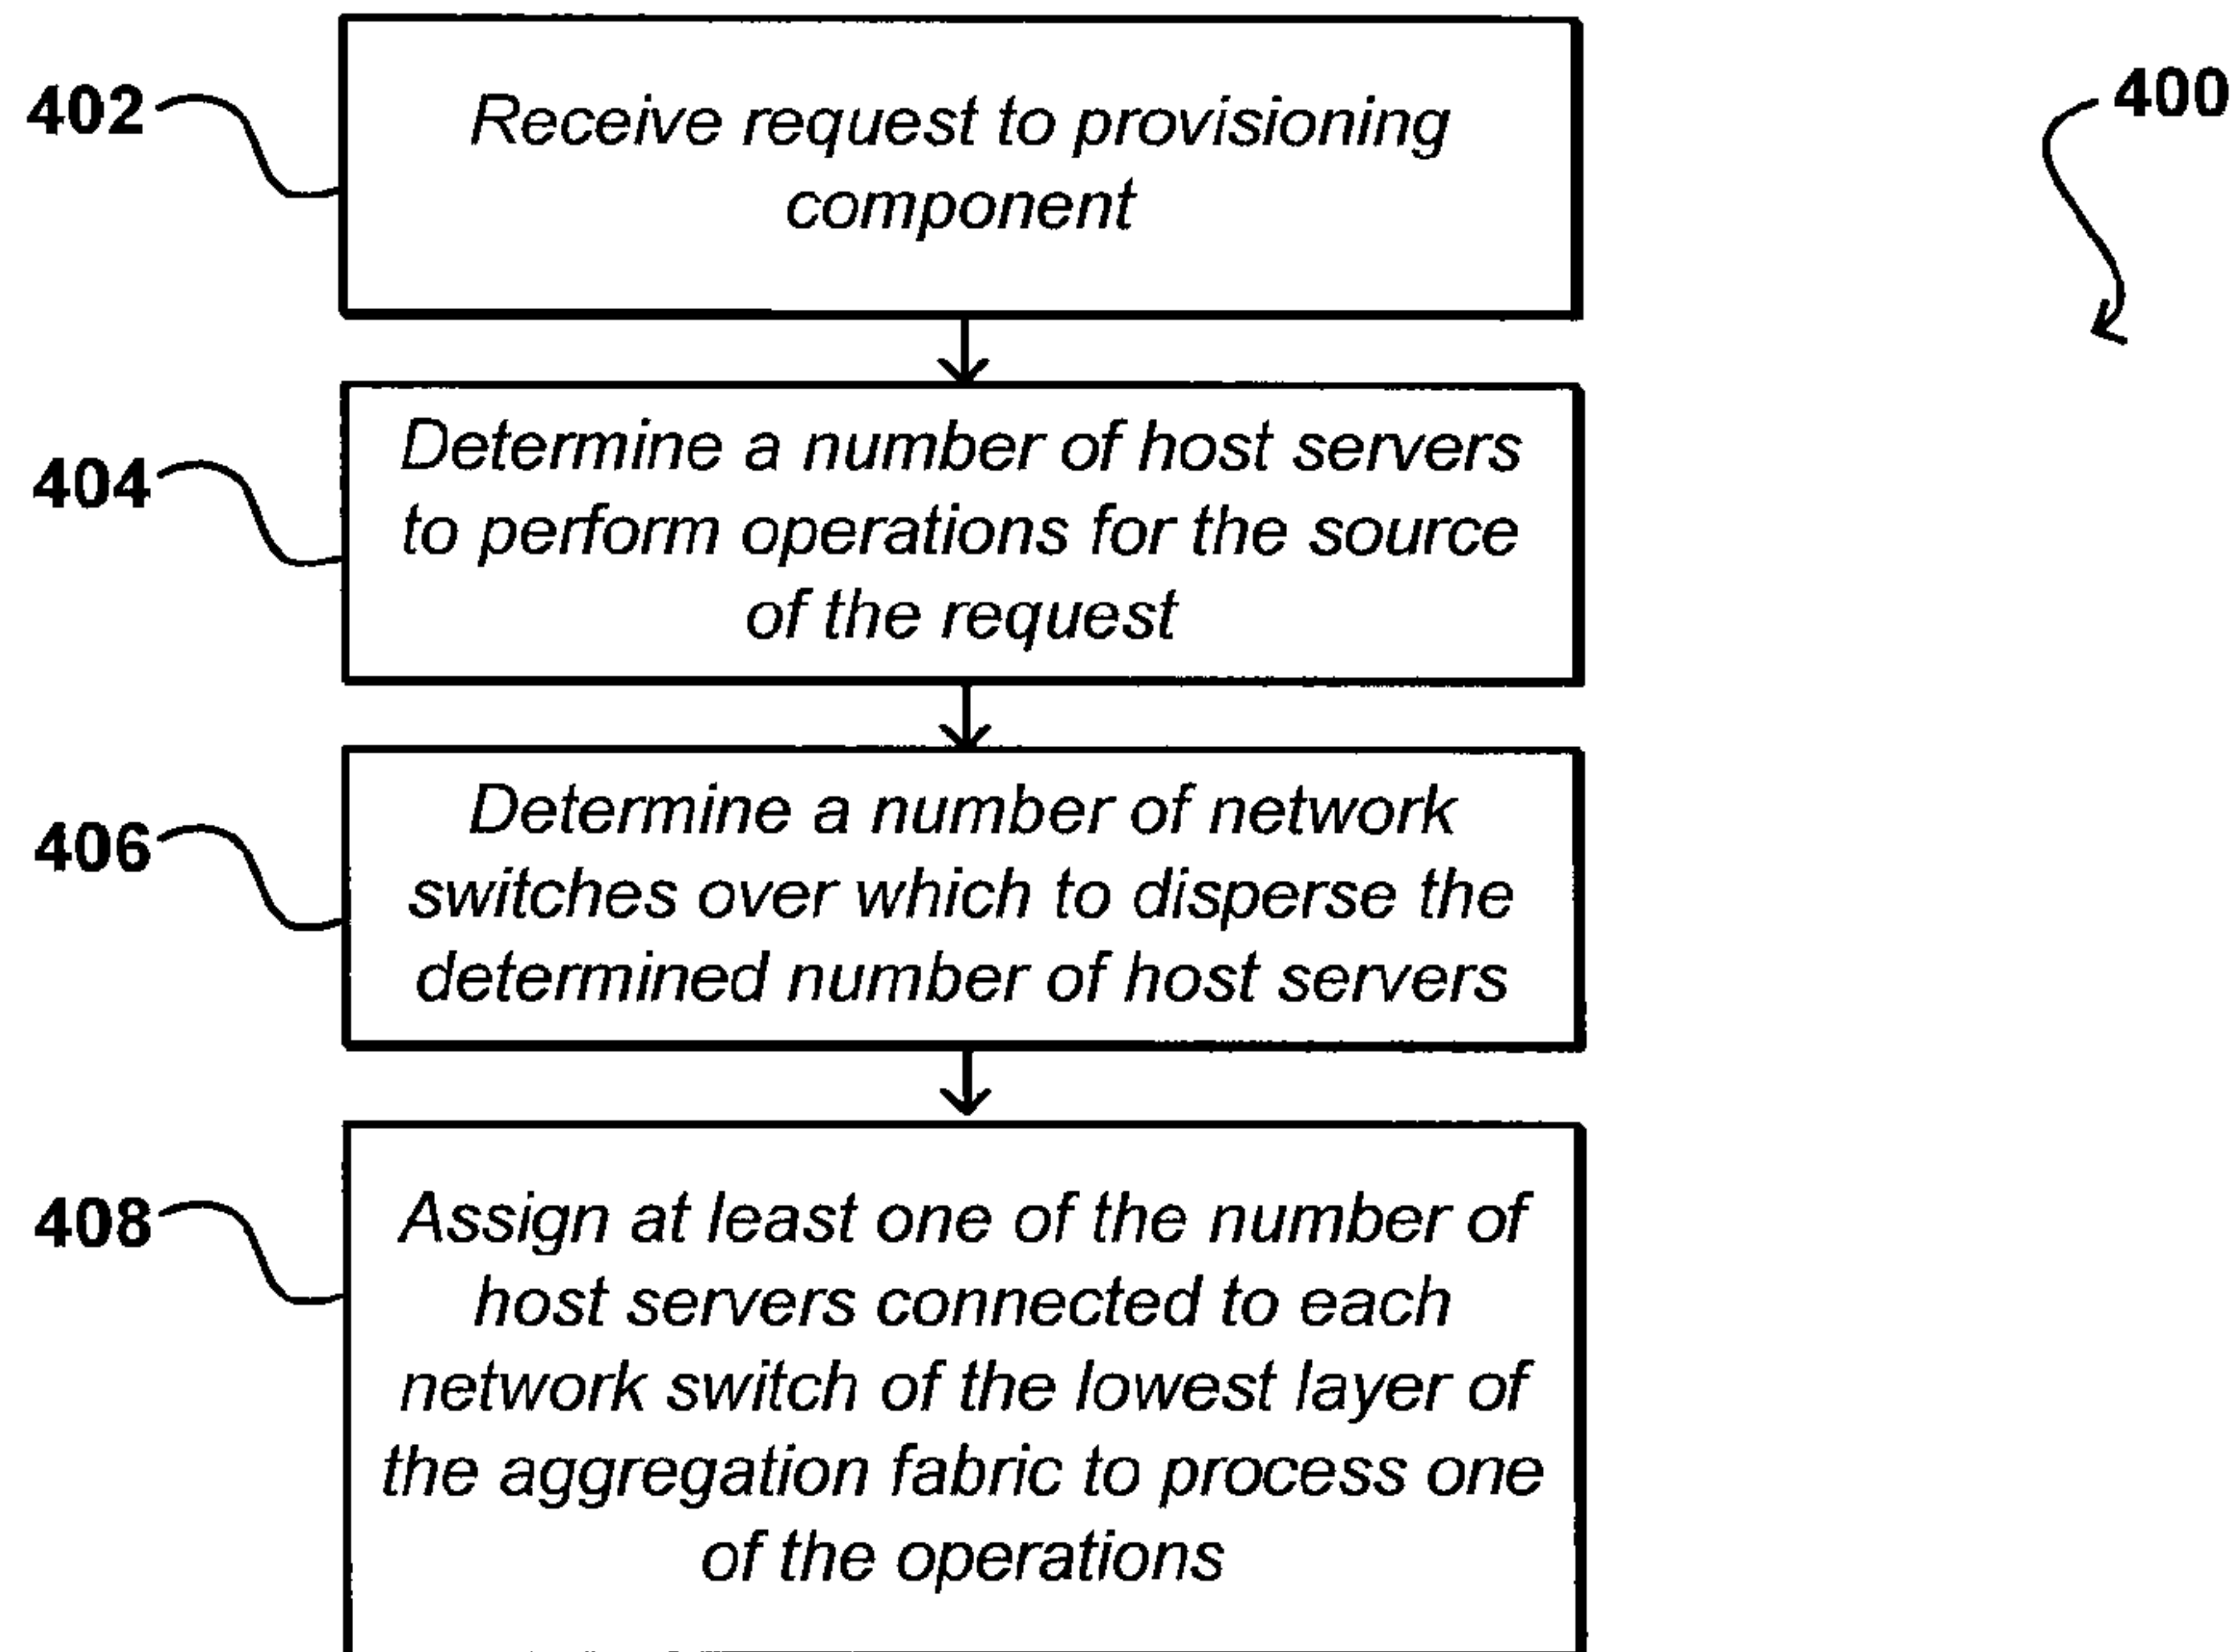 402
Receive request to provisioning
component
400
404
Determine a number of host servers
to perform operations for the source
of the request
406
Determine a number of network
switches over which to disperse the
determined number of host servers
408
Assign at least one of the number of
host servers connected to each
network switch of the lowest layer of
the aggregation fabric to process one
of the operations